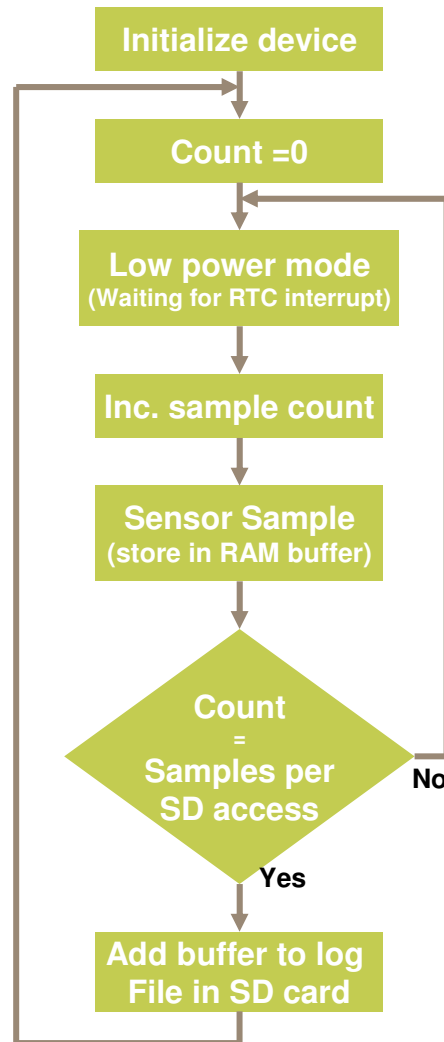 Initialize device
Count =0
Low power mode
(Waiting for RTC interrupt)
Inc. sample count
Sensor Sample
(store in RAM buffer)
Count
=
Samples per
SD access
No
Yes
Add buffer to log
File in SD card